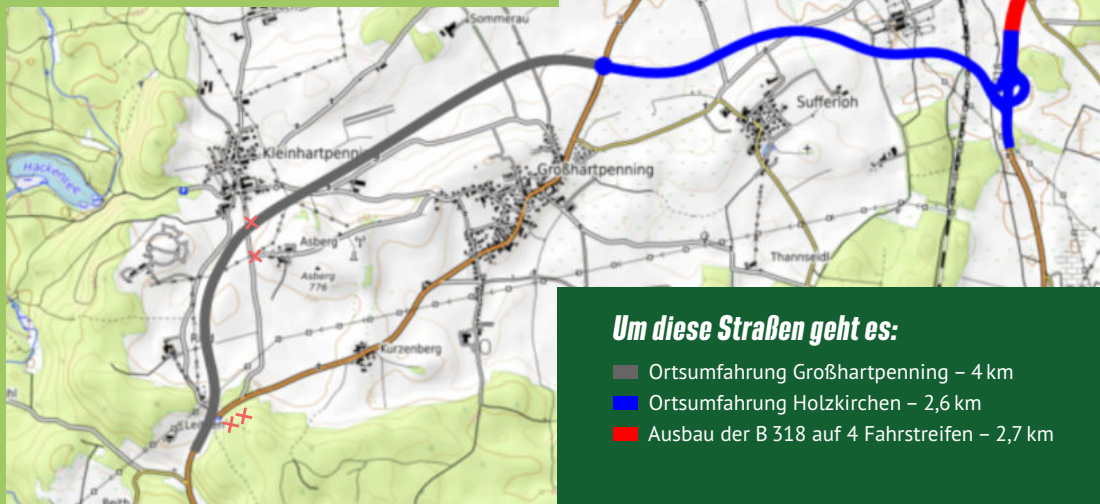 Sommerau
Sufferloh
Kleinhartpenning
Großhartpenning
Hackensee
Asberg
Asberg
776
Thannseidl
Kurzenberg
Um diese Straßen geht es:
Ortsumfahrung Großhartpenning – 4 km
Ortsumfahrung Holzkirchen – 2,6 km
Ausbau der B 318 auf 4 Fahrstreifen – 2,7 km